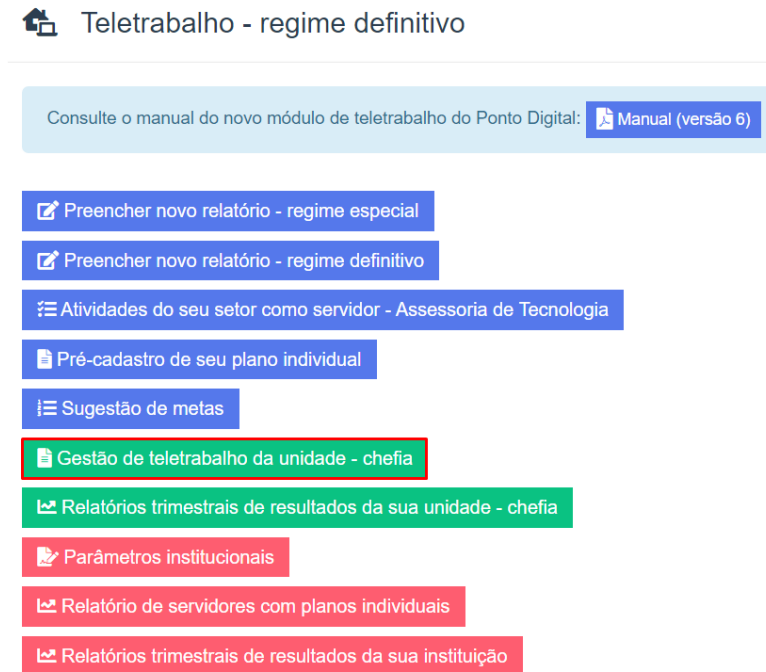 Teletrabalho - regime definitivo
Consulte o manual do novo módulo de teletrabalho do Ponto Digital: Manual (versão 6)
Preencher novo relatório - regime especial
Preencher novo relatório - regime definitivo
Atividades do seu setor como servidor - Assessoria de Tecnologia
Pré-cadastro de seu plano individual
Sugestão de metas
Gestão de teletrabalho da unidade - chefia
Relatórios trimestrais de resultados da sua unidade - chefia
Parâmetros institucionais
Relatório de servidores com planos individuais
Relatórios trimestrais de resultados da sua instituição